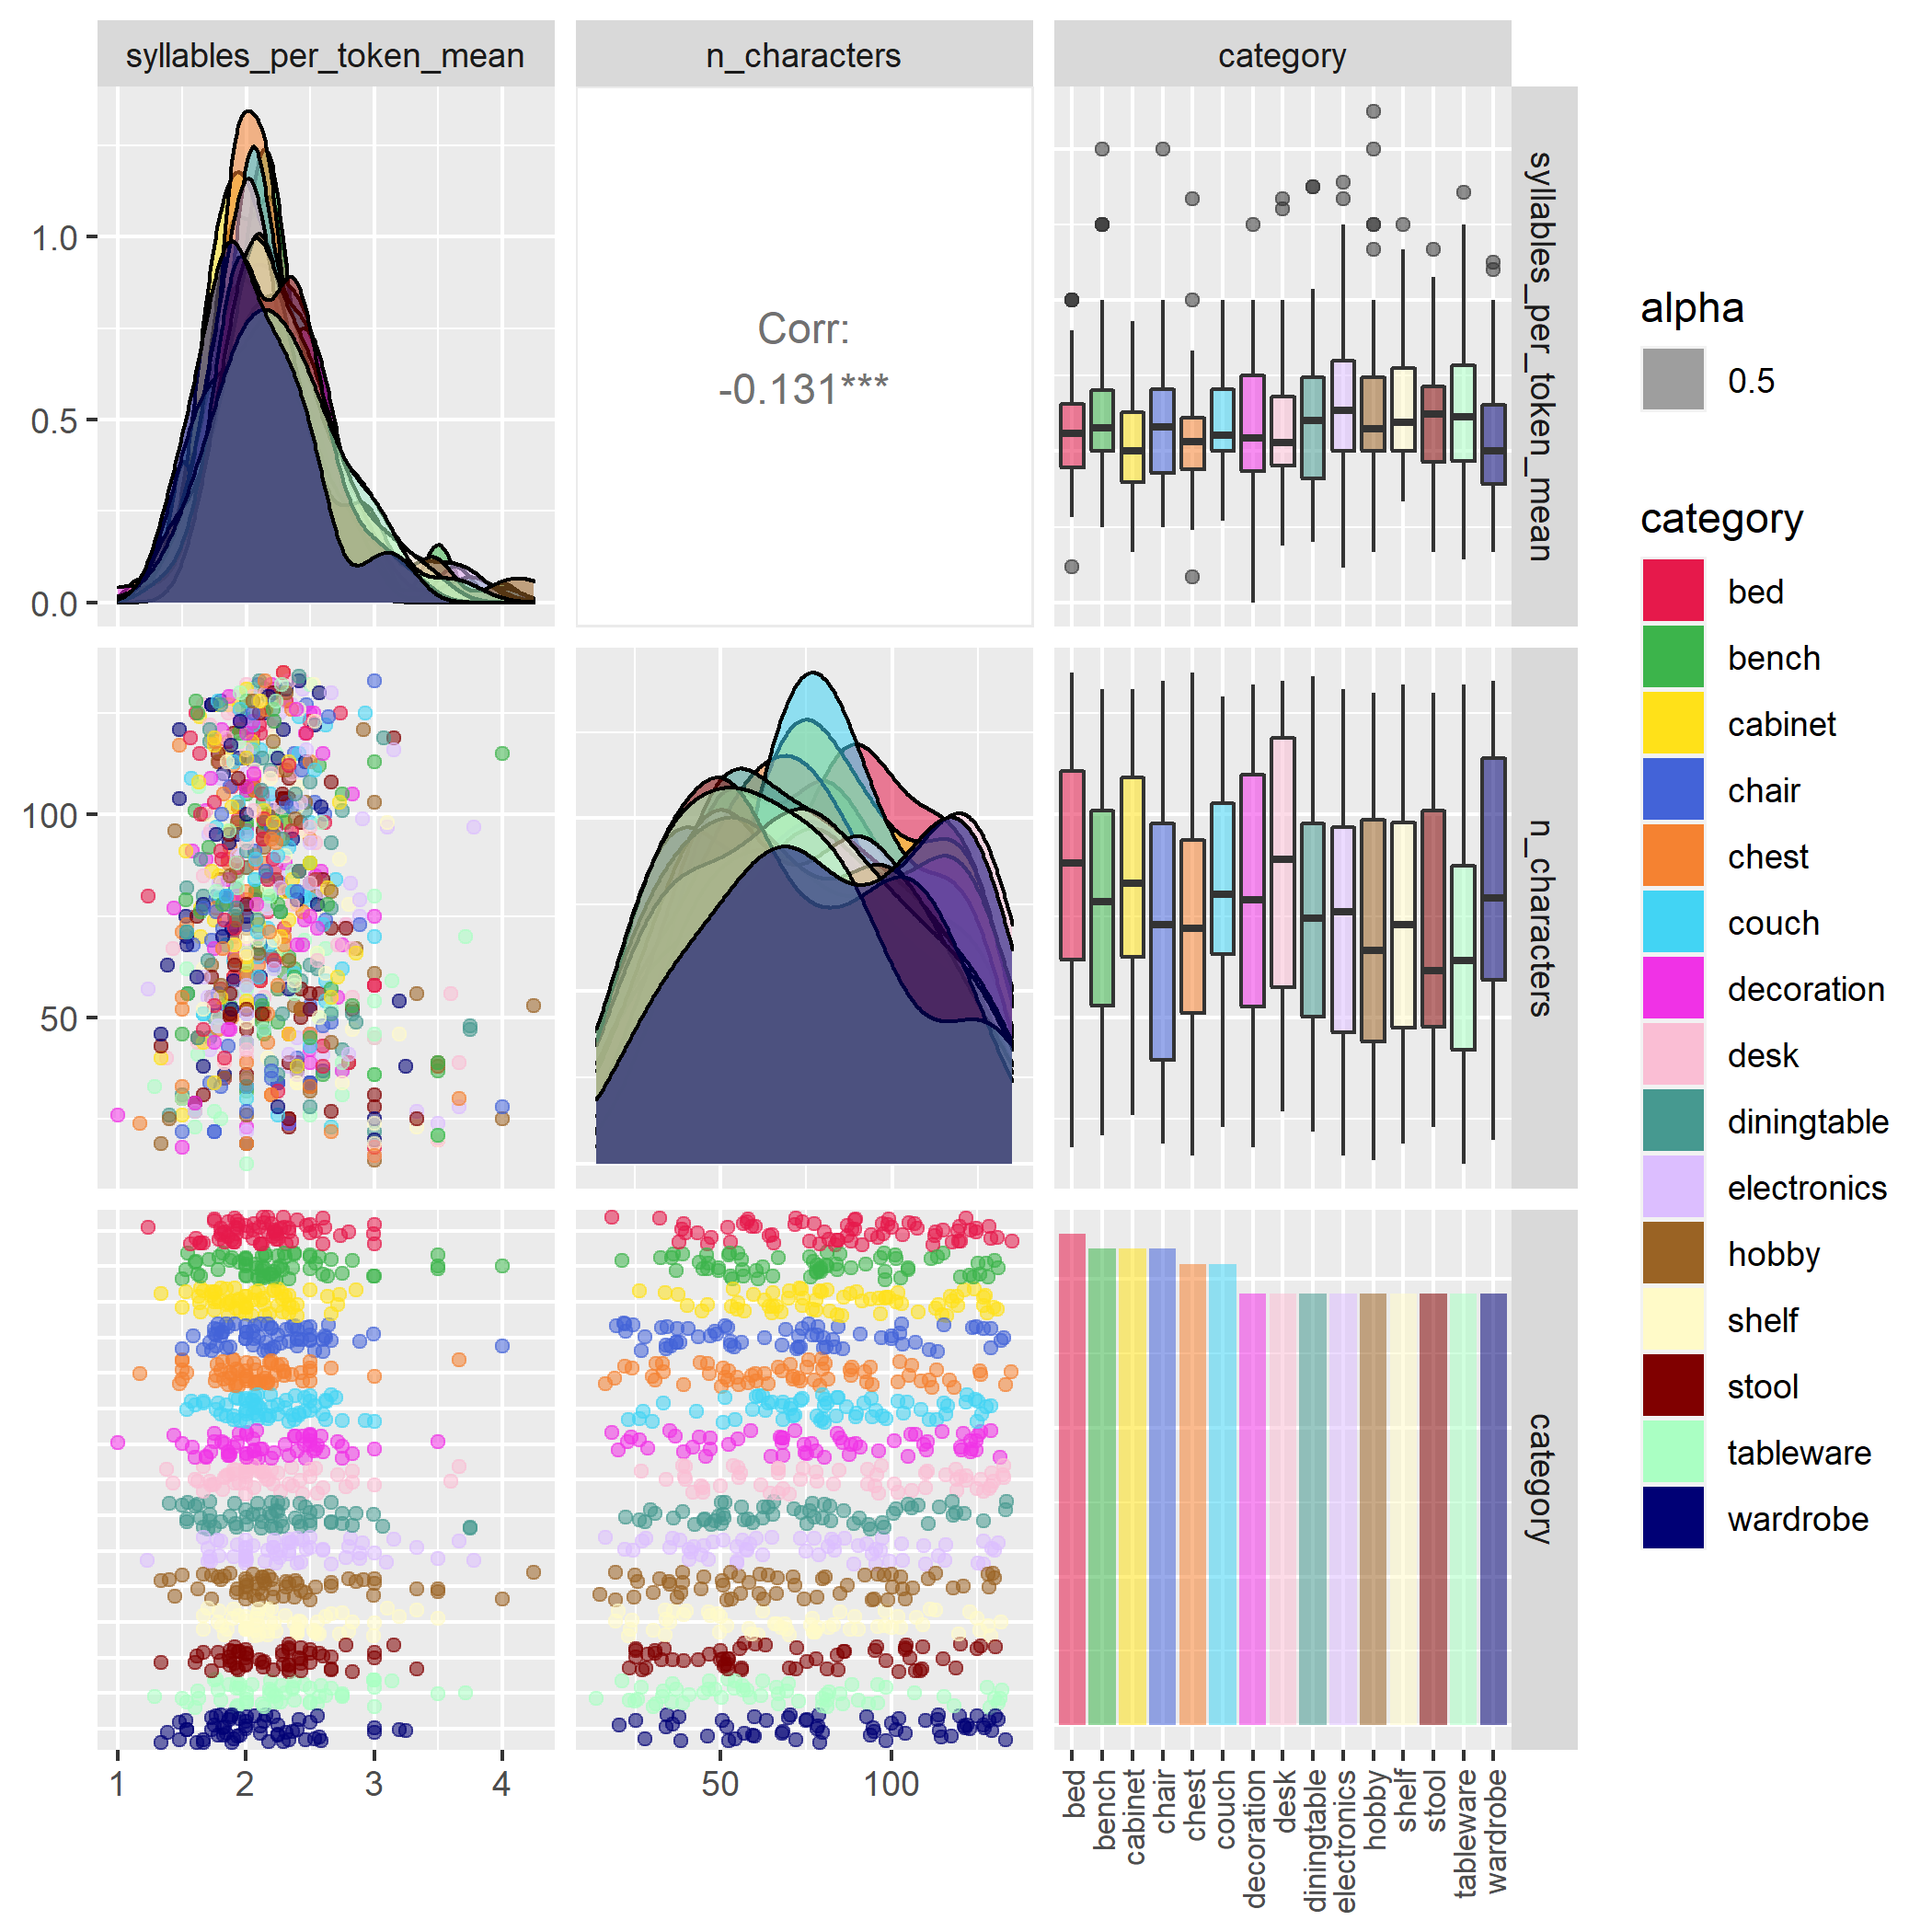 syllables_per_token_mean
n_characters
category
Corr:
-0.131***
syllables_per_token_mean
n_characters
category
1.0
0.5
0.0
100
50
1
2
3
4
50
100
bed
bench
cabinet
chair
chest
couch
decoration
desk
diningtable
electronics
hobby
shelf
stool
tableware
wardrobe
alpha
0.5
category
bed
bench
cabinet
chair
chest
couch
decoration
desk
diningtable
electronics
hobby
shelf
stool
tableware
wardrobe